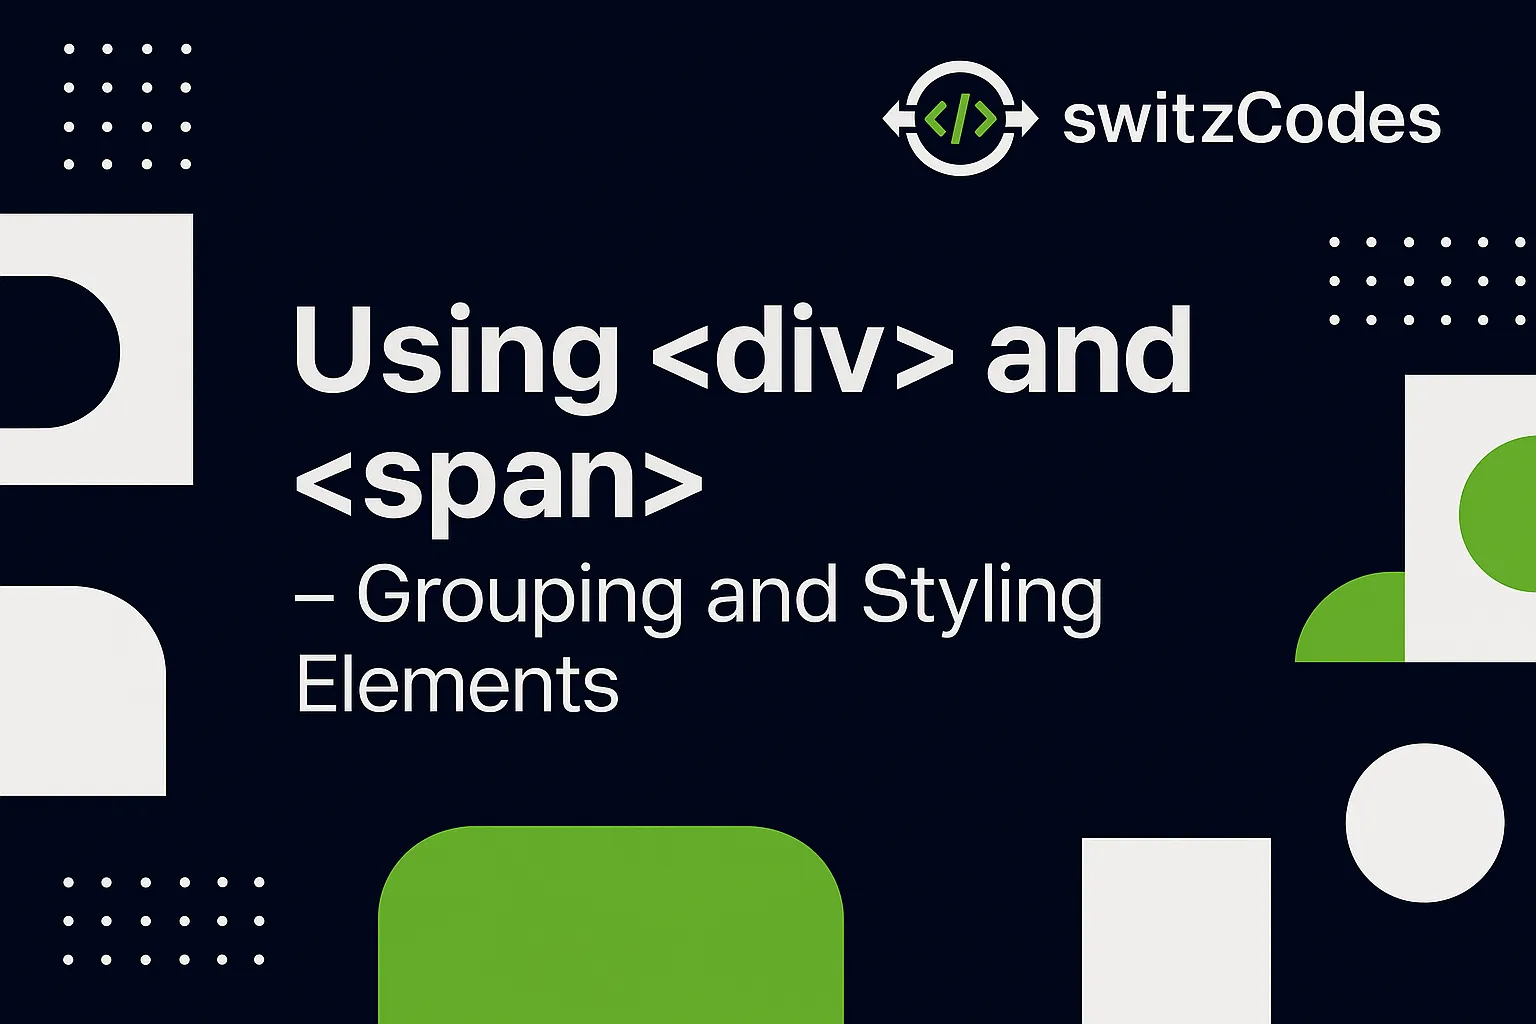 </> switzCodes
Using <div> and
<span>
– Grouping and Styling
Elements